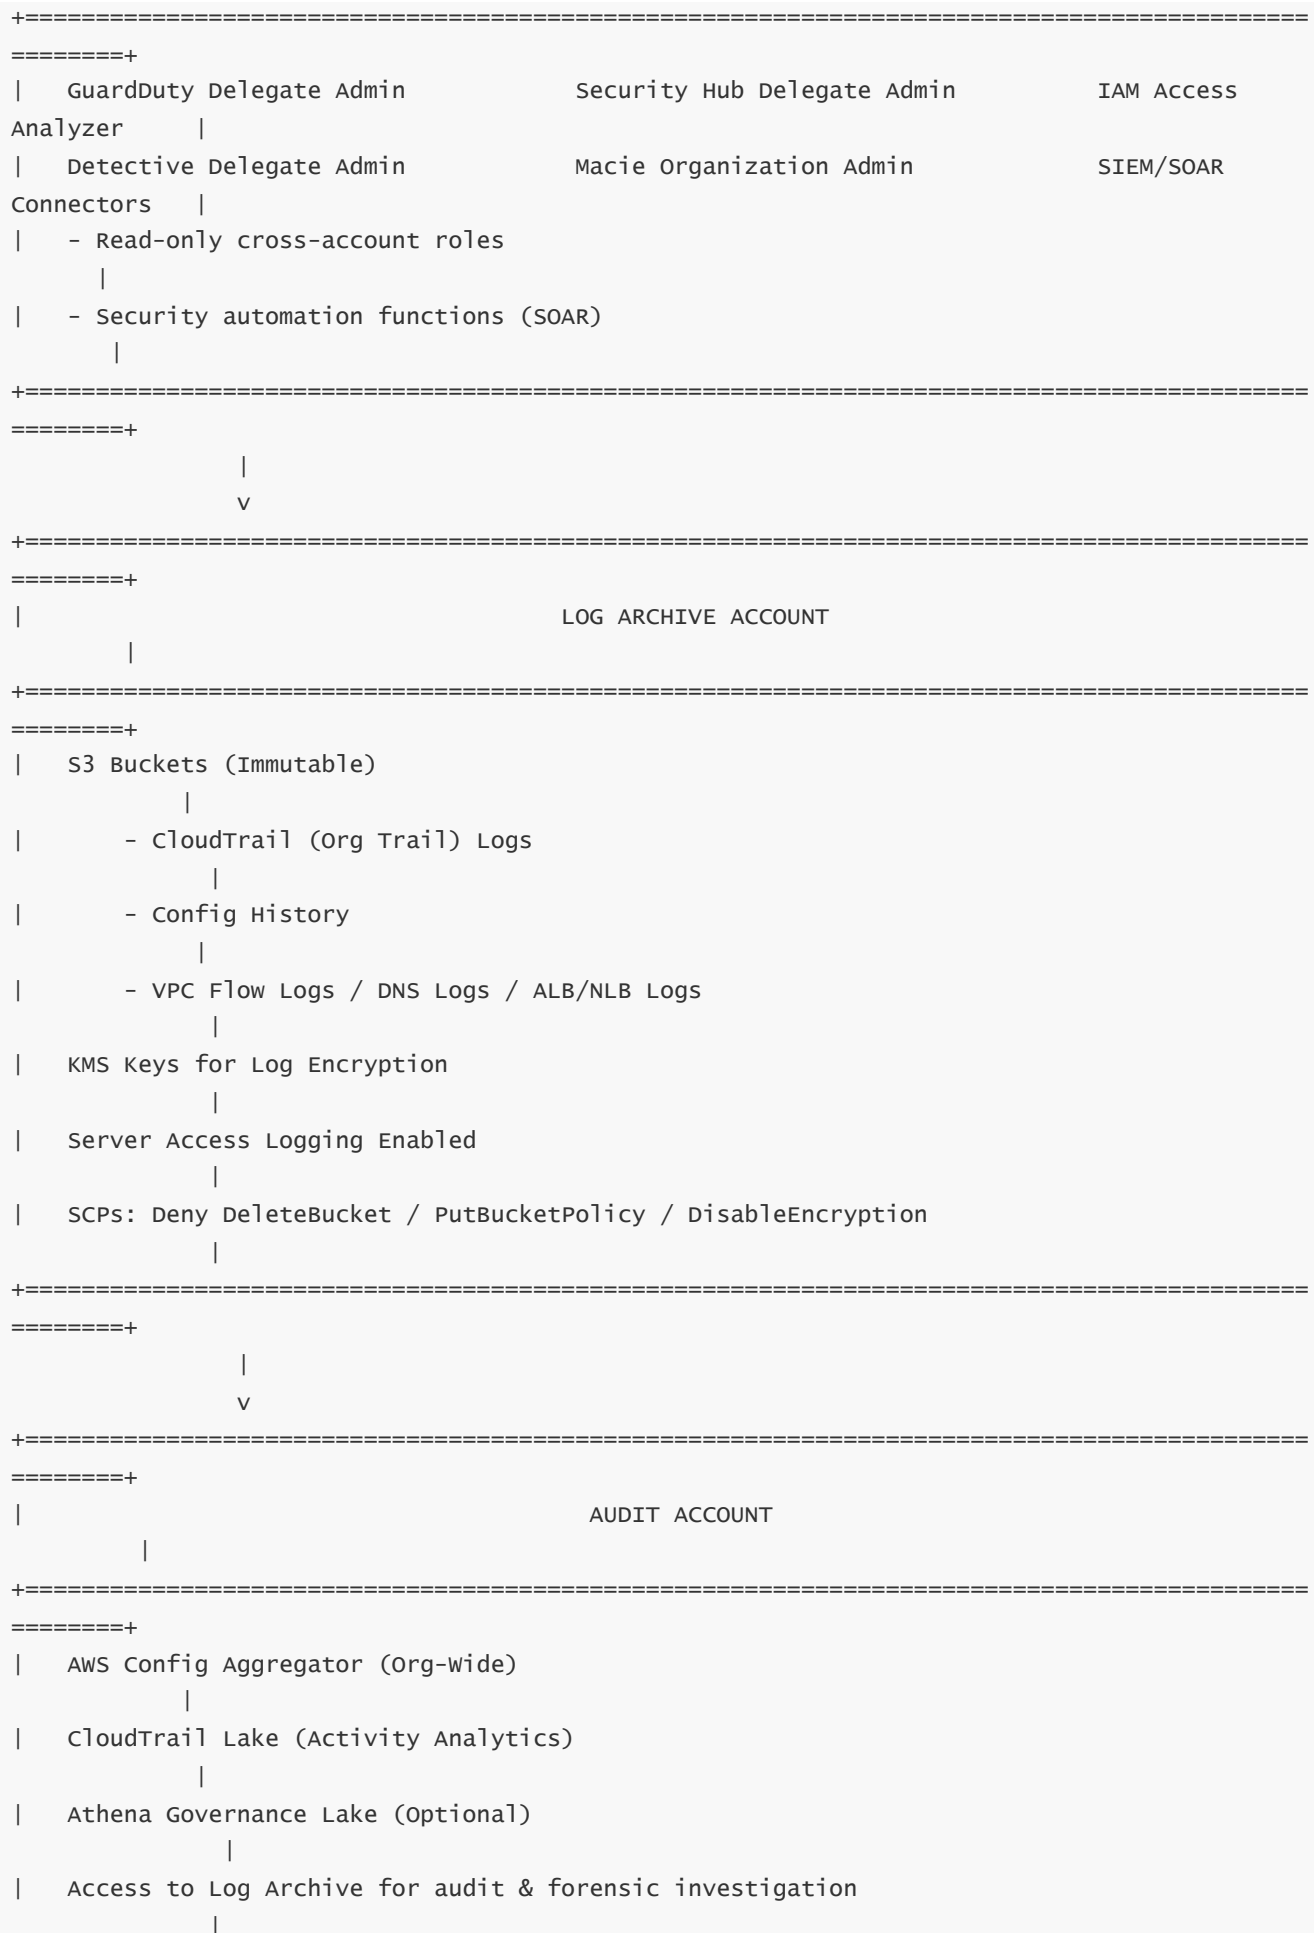 +===========================================================================================
========+
|   GuardDuty Delegate Admin            Security Hub Delegate Admin          IAM Access
Analyzer     |
|   Detective Delegate Admin            Macie Organization Admin             SIEM/SOAR
Connectors   |
|   - Read-only cross-account roles
      |
|   - Security automation functions (SOAR)
       |
+===========================================================================================
========+
                |
                v
+===========================================================================================
========+
|                                      LOG ARCHIVE ACCOUNT
        |
+===========================================================================================
========+
|   S3 Buckets (Immutable)
            |
|       - CloudTrail (Org Trail) Logs
              |
|       - Config History
             |
|       - VPC Flow Logs / DNS Logs / ALB/NLB Logs
              |
|   KMS Keys for Log Encryption
              |
|   Server Access Logging Enabled
              |
|   SCPs: Deny DeleteBucket / PutBucketPolicy / DisableEncryption
              |
+===========================================================================================
========+
                |
                v
+===========================================================================================
========+
|                                        AUDIT ACCOUNT
         |
+===========================================================================================
========+
|   AWS Config Aggregator (Org-Wide)
            |
|   CloudTrail Lake (Activity Analytics)
             |
|   Athena Governance Lake (Optional)
               |
|   Access to Log Archive for audit & forensic investigation
              |